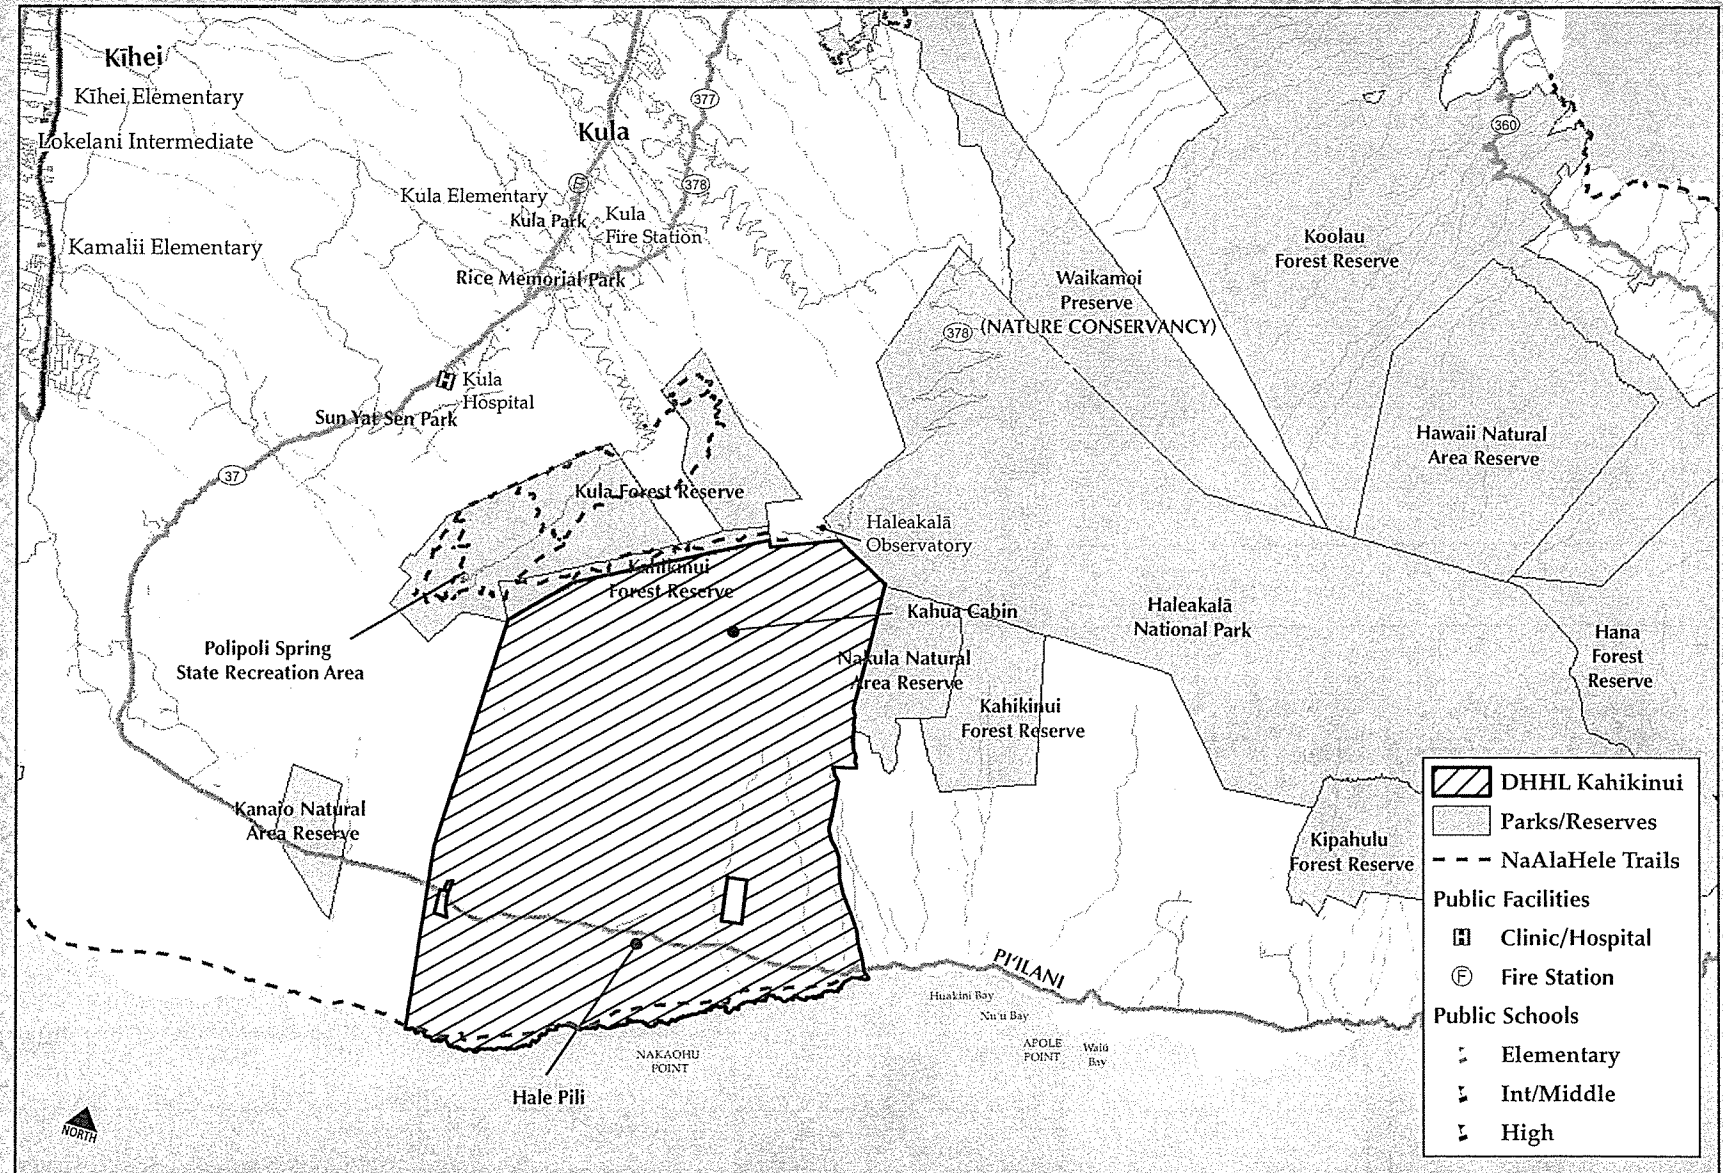 Kīhei
Kīhei Elementary
Lokelani Intermediate
Kamalii Elementary
Kula
377
378
Kula Elementary
Kula Park
Kula
Fire Station
F
Rice Memorial Park
H
Kula
Hospital
Sun Yat Sen Park
37
360
Koolau
Forest Reserve
Waikamoi
Preserve
(NATURE CONSERVANCY)
378
Hawaii Natural
Area Reserve
Kula Forest Reserve
Haleakalā
Observatory
Kahikinui
Forest Reserve
Kahua Cabin
Haleakalā
National Park
Hana
Forest
Reserve
Polipoli Spring
State Recreation Area
Nakula Natural
Area Reserve
Kahikinui
Forest Reserve
Kanaio Natural
Area Reserve
Kipahulu
Forest Reserve
PI'ILANI
Huakini Bay
Nu'u Bay
APOLE
POINT
Waiū
Bay
NAKAOHU
POINT
Hale Pili
NORTH
DHHL Kahikinui
Parks/Reserves
NaAlaHele Trails
Public Facilities
H Clinic/Hospital
F Fire Station
Public Schools
Elementary
Int/Middle
High